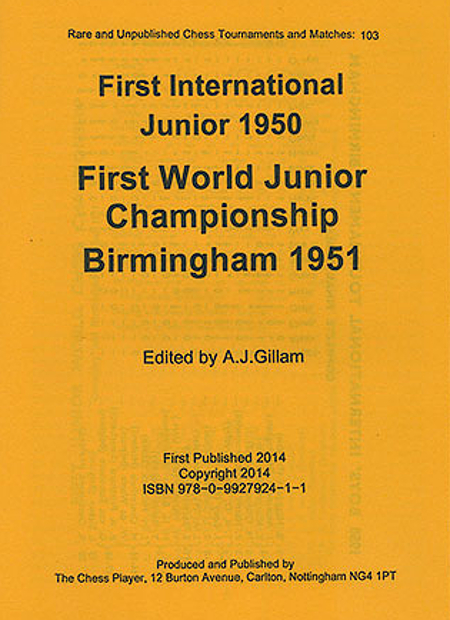 Rare and Unpublished Chess Tournaments and Matches: 103
First International
Junior 1950
First World Junior
Championship
Birmingham 1951
Edited by A.J.Gillam
First Published 2014
Copyright 2014
ISBN 978-0-9927924-1-1
Produced and Published by
The Chess Player, 12 Burton Avenue, Carlton, Nottingham NG4 1PT